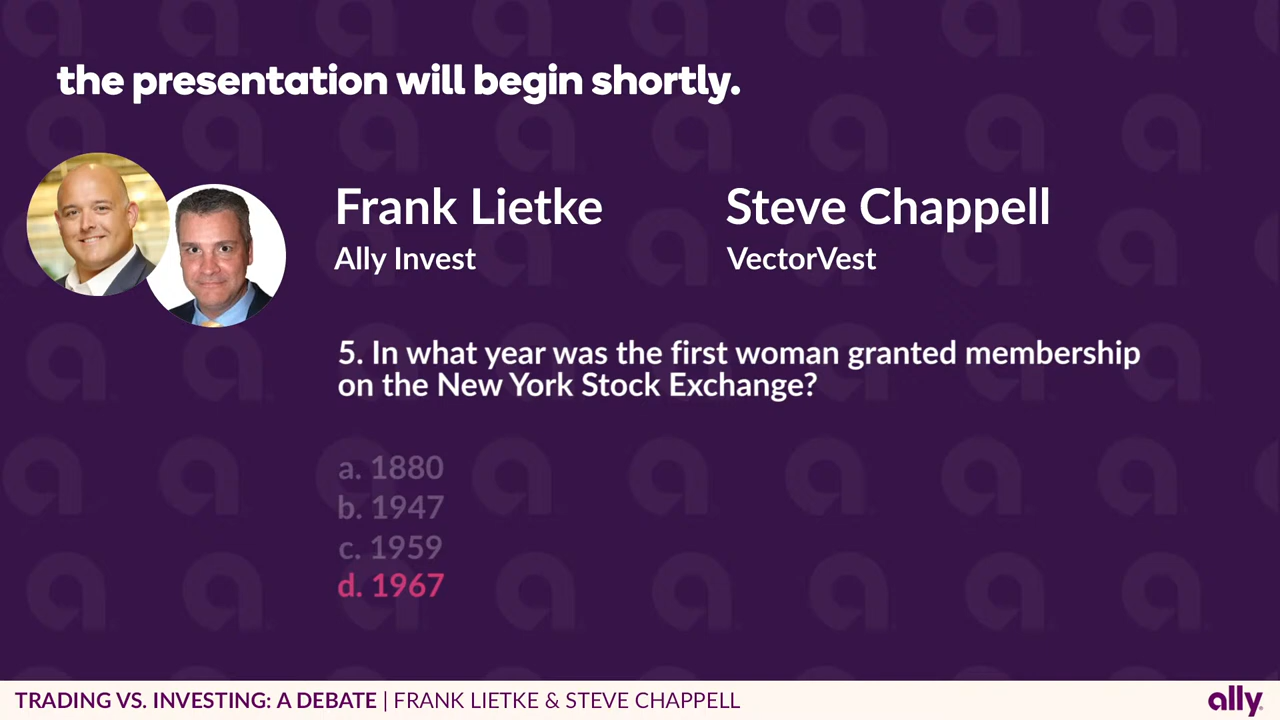 the presentation will begin shortly.
Frank Lietke
Ally Invest
Steve Chappell
VectorVest
5. In what year was the first woman granted membership
on the New York Stock Exchange?
a. 1880
b. 1947
c. 1959
d. 1967
TRADING VS. INVESTING: A DEBATE | FRANK LIETKE & STEVE CHAPPELL
ally